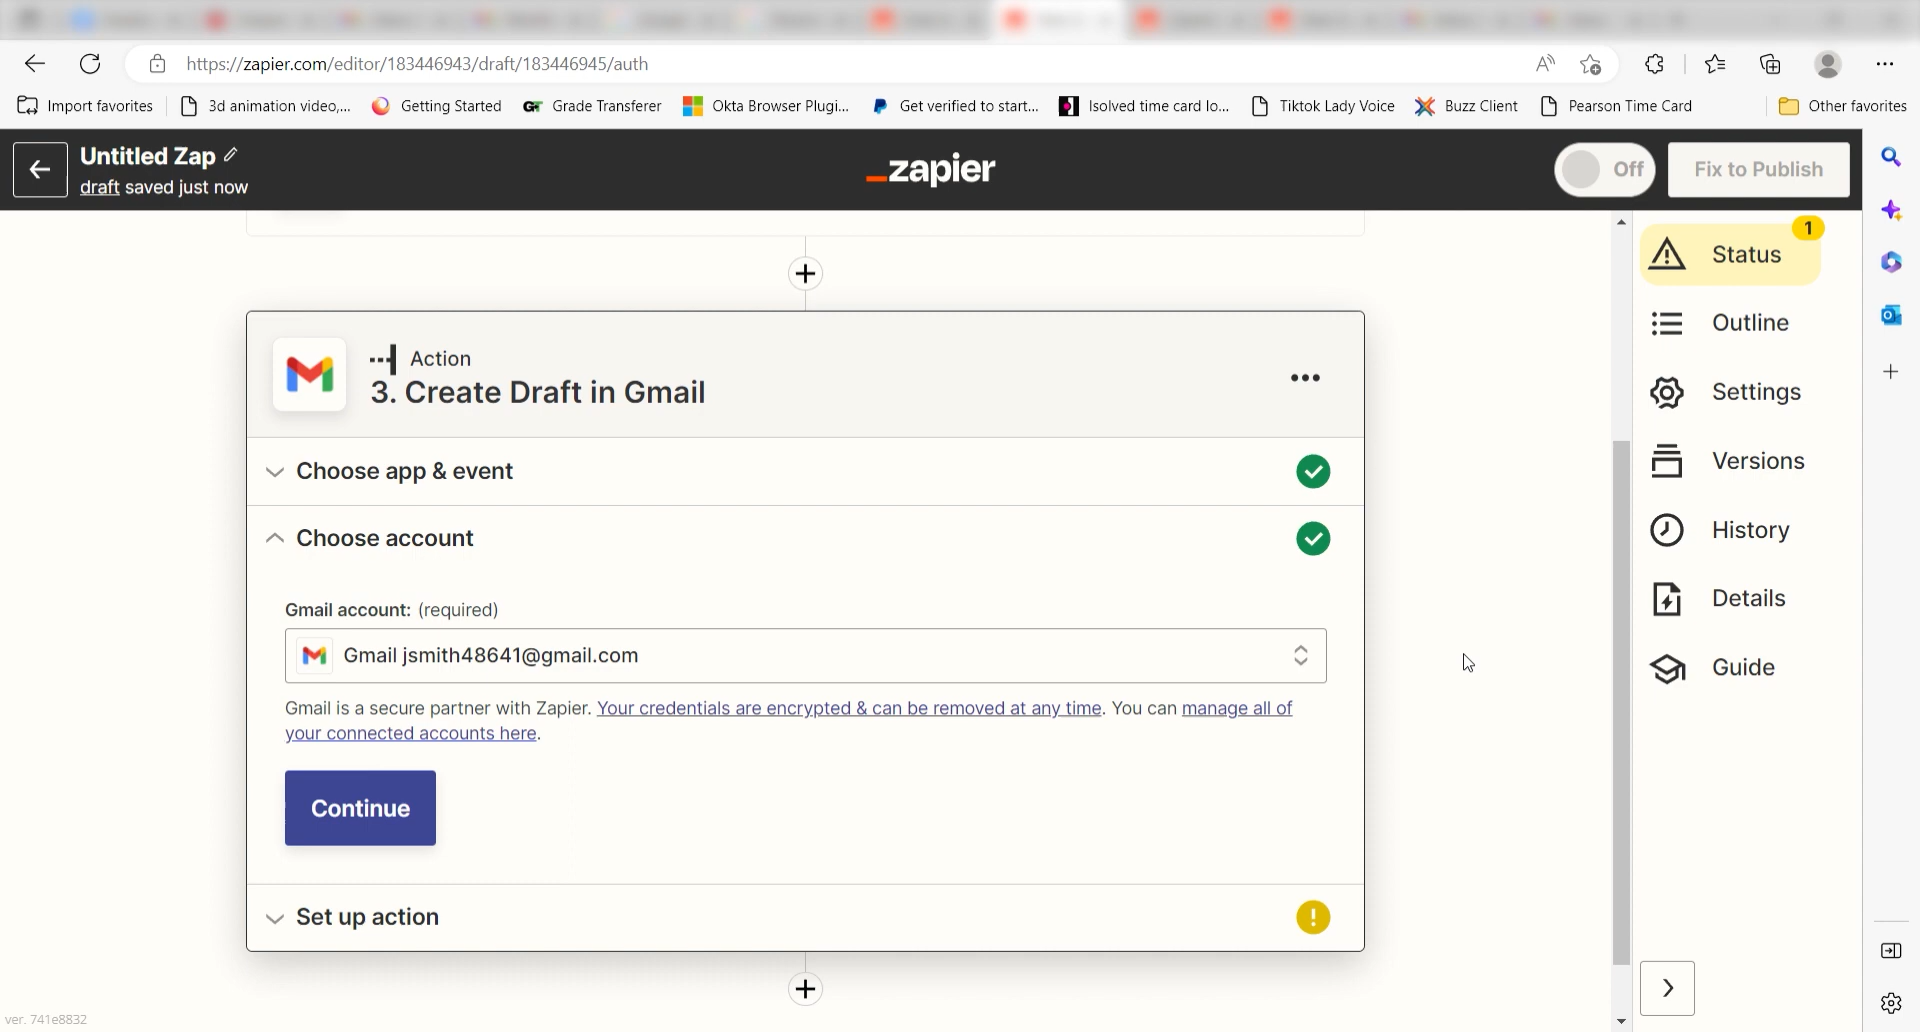 https://zapier.com/editor/183446943/draft/183446945/auth
Import favorites
3d animation video,...
Getting Started
GT Grade Transferer
Okta Browser Plugi...
Get verified to start...
Isolved time card lo...
Tiktok Lady Voice
Buzz Client
Pearson Time Card
Other favorites
Untitled Zap
draft saved just now
_zapier
Off
Fix to Publish
1
Status
Outline
Settings
Versions
History
Details
Guide
Action
3. Create Draft in Gmail
Choose app & event
Choose account
Gmail account: (required)
Gmail jsmith48641@gmail.com
Gmail is a secure partner with Zapier. Your credentials are encrypted & can be removed at any time. You can manage all of
your connected accounts here.
Continue
Set up action
ver. 741e8832